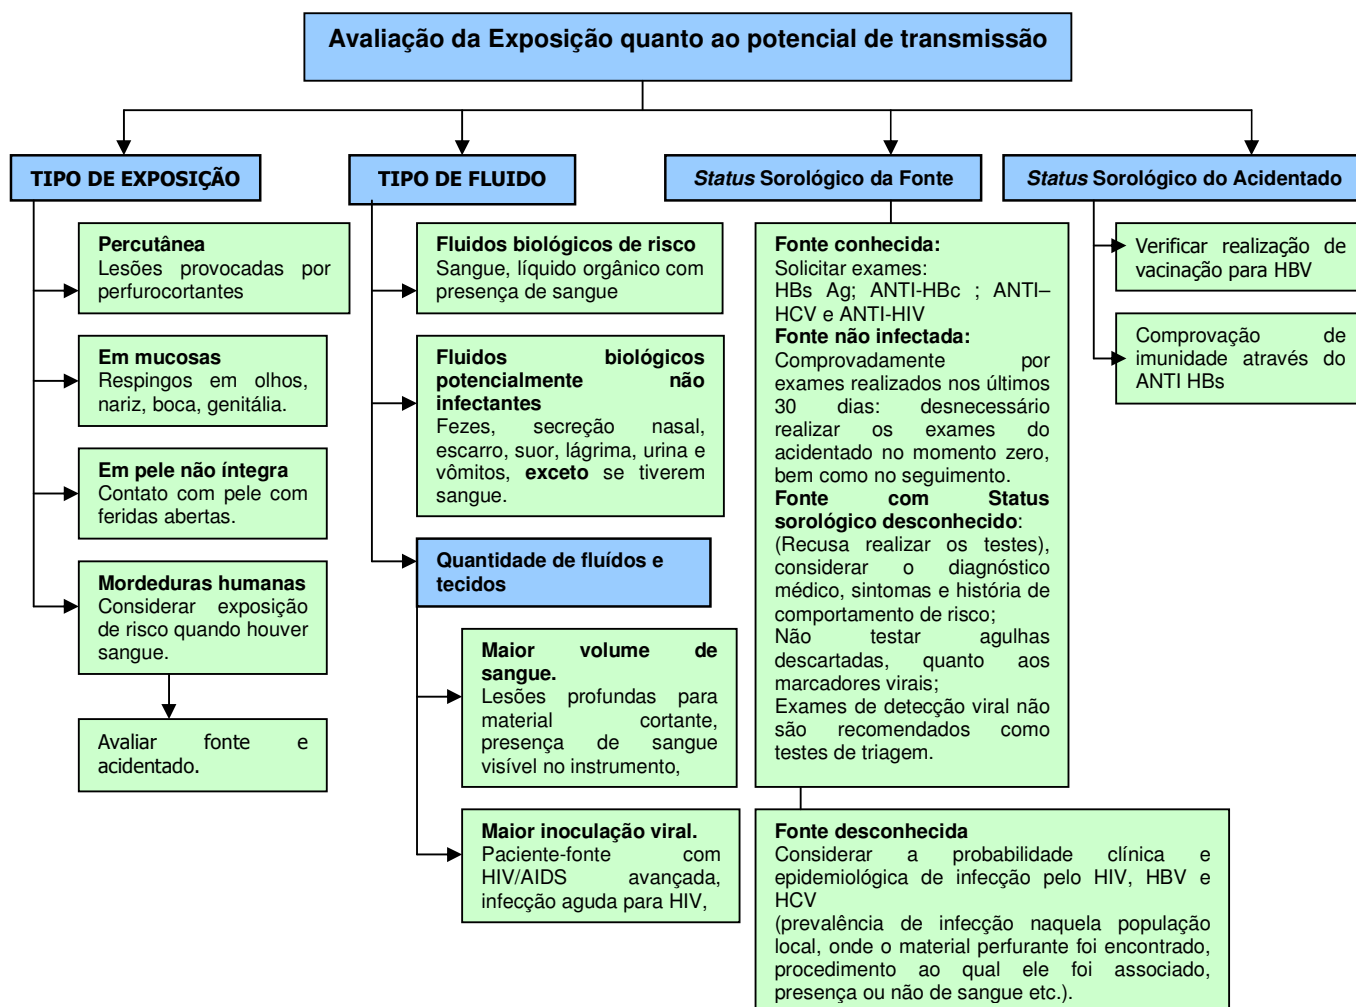 Avaliação da Exposição quanto ao potencial de transmissão
TIPO DE EXPOSIÇÃO
Percutânea
Lesões provocadas por
perfurocortantes
Em mucosas
Respingos em olhos,
nariz, boca, genitália.
Em pele não íntegra
Contato com pele com
feridas abertas.
Mordeduras humanas
Considerar exposição
de risco quando houver
sangue.
Avaliar fonte e
acidentado.
TIPO DE FLUIDO
Fluidos biológicos de risco
Sangue, líquido orgânico com
presença de sangue
Fluidos biológicos
potencialmente não
infectantes
Fezes, secreção nasal,
escarro, suor, lágrima, urina e
vômitos, exceto se tiverem
sangue.
Quantidade de fluídos e
tecidos
Maior volume de
sangue.
Lesões profundas para
material cortante,
presença de sangue
visível no instrumento,
Maior inoculação viral.
Paciente-fonte com
HIV/AIDS avançada,
infecção aguda para HIV,
Status Sorológico da Fonte
Fonte conhecida:
Solicitar exames:
HBs Ag; ANTI-HBc ; ANTI–
HCV e ANTI-HIV
Fonte não infectada:
Comprovadamente por
exames realizados nos últimos
30 dias: desnecessário
realizar os exames do
acidentado no momento zero,
bem como no seguimento.
Fonte com Status
sorológico desconhecido:
(Recusa realizar os testes),
considerar o diagnóstico
médico, sintomas e história de
comportamento de risco;
Não testar agulhas
descartadas, quanto aos
marcadores virais;
Exames de detecção viral não
são recomendados como
testes de triagem.
Fonte desconhecida
Considerar a probabilidade clínica e
epidemiológica de infecção pelo HIV, HBV e
HCV
(prevalência de infecção naquela população
local, onde o material perfurante foi encontrado,
procedimento ao qual ele foi associado,
presença ou não de sangue etc.).
Status Sorológico do Acidentado
Verificar realização de
vacinação para HBV
Comprovação de
imunidade através do
ANTI HBs